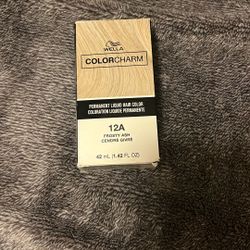 WELLA
COLORCHARM
PERMANENT LIQUID HAIR COLOR
COLORATION LIQUIDE PERMANENTE
12A
FROSTY ASH
CENDRÉ GIVRÉ
42 mL (1.42 FL OZ)